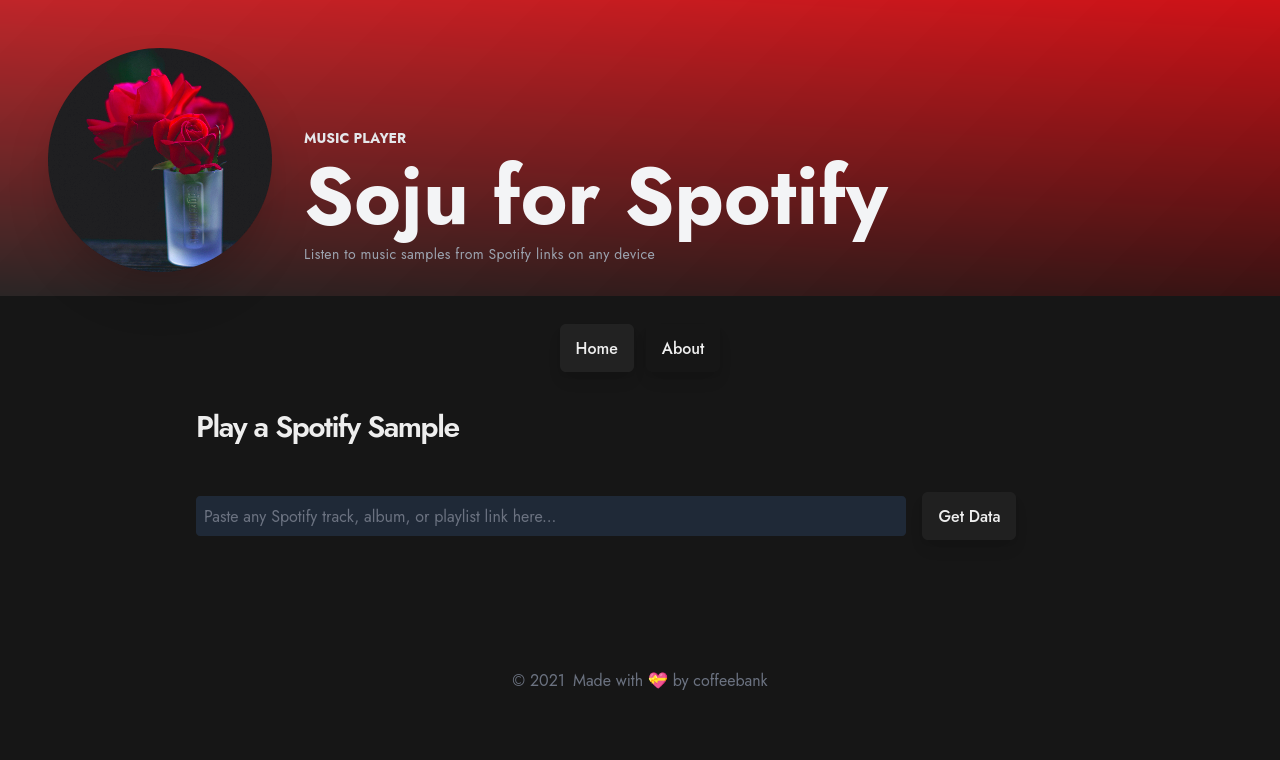 MUSIC PLAYER
Soju for Spotify
Listen to music samples from Spotify links on any device
Home
About
Play a Spotify Sample
Paste any Spotify track, album, or playlist link here...
Get Data
© 2021 Made with 💝 by coffeebank